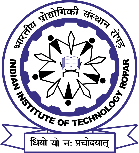 भारतीय प्रौद्योगिकी संस्थान रोपड़
INDIAN INSTITUTE OF TECHNOLOGY ROPAR
धियो यो नः प्रचोदयात्